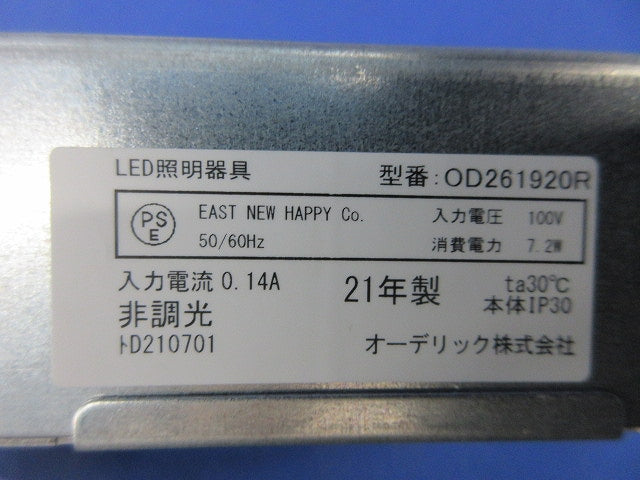 LED照明器具 型番:OD261920R
PSE EAST NEW HAPPY Co. 入力電圧 100V
50/60Hz 消費電力 7.2W
入力電流 0.14A 21年製 ta30℃
非調光 本体IP30
ﾄD210701 オーデリック株式会社